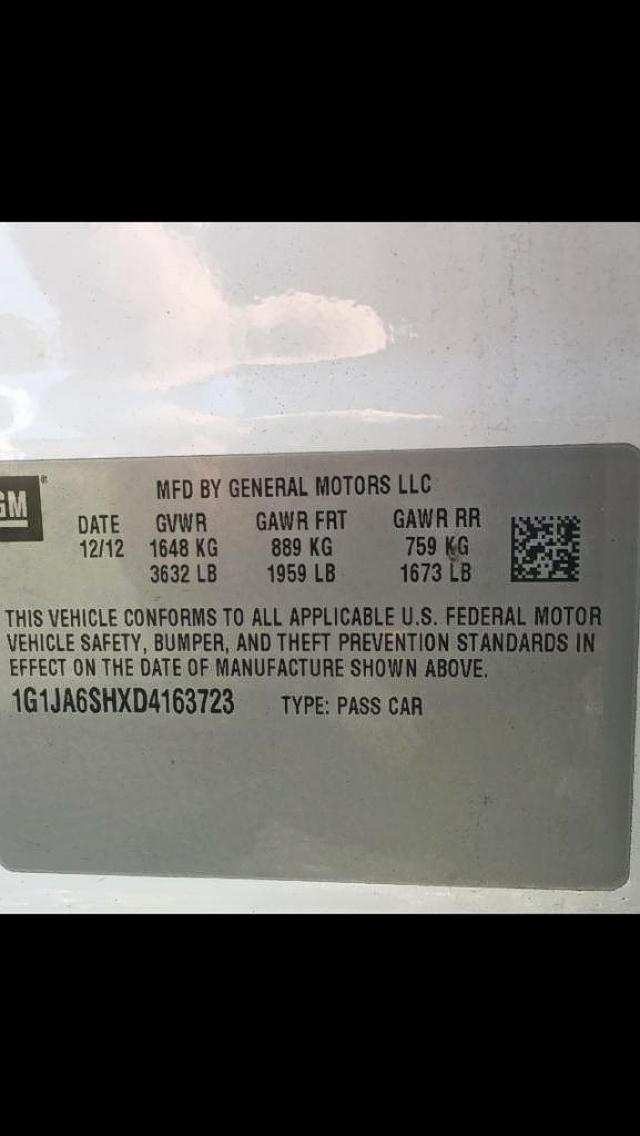 GM®
MFD BY GENERAL MOTORS LLC
DATE GVWR GAWR FRT GAWR RR
12/12 1648 KG 889 KG 759 KG
3632 LB 1959 LB 1673 LB
THIS VEHICLE CONFORMS TO ALL APPLICABLE U.S. FEDERAL MOTOR
VEHICLE SAFETY, BUMPER, AND THEFT PREVENTION STANDARDS IN
EFFECT ON THE DATE OF MANUFACTURE SHOWN ABOVE.
1G1JA6SHXD4163723 TYPE: PASS CAR